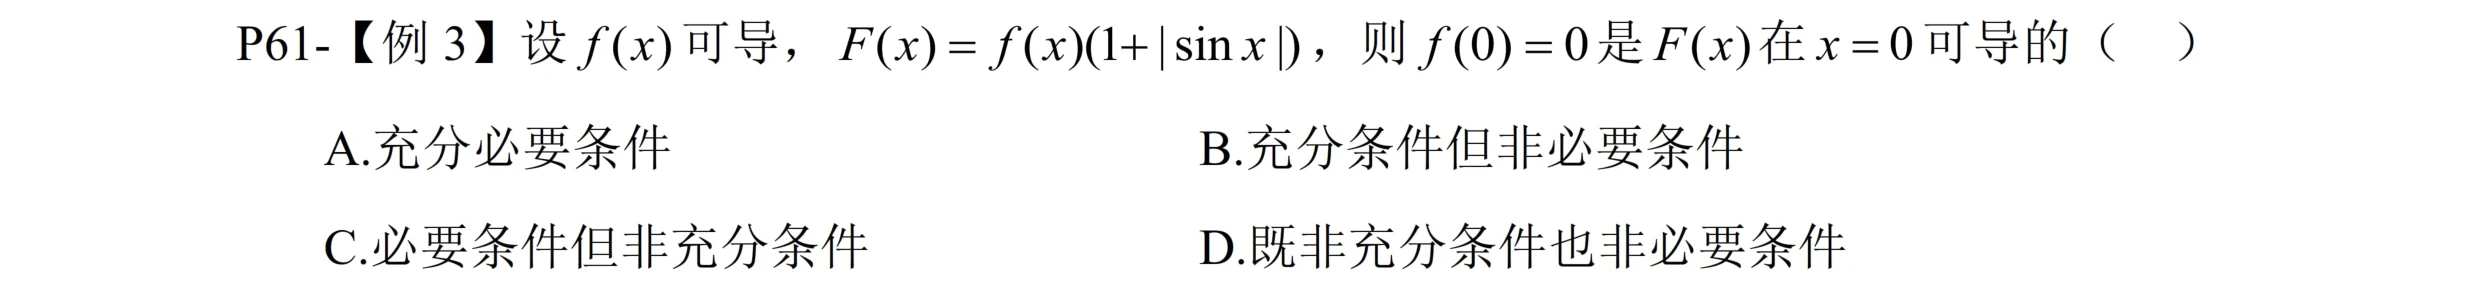 P61-【例 3】设 f(x) 可导，F(x) = f(x)(1+|sin x|)，则 f(0) = 0 是 F(x) 在 x = 0 可导的（ ）
A.充分必要条件 B.充分条件但非必要条件
C.必要条件但非充分条件 D.既非充分条件也非必要条件